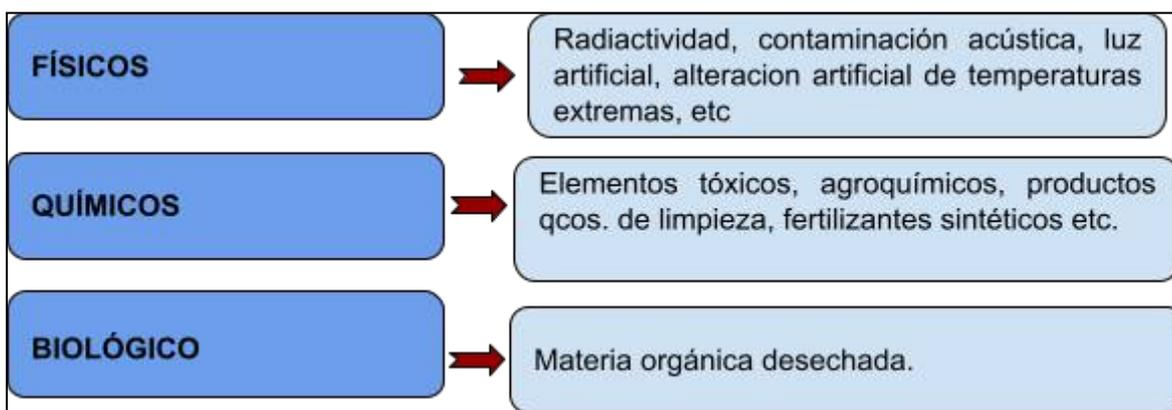 FÍSICOS
Radiactividad, contaminación acústica, luz
artificial, alteracion artificial de temperaturas
extremas, etc
QUÍMICOS
Elementos tóxicos, agroquímicos, productos
qcos. de limpieza, fertilizantes sintéticos etc.
BIOLÓGICO
Materia orgánica desechada.